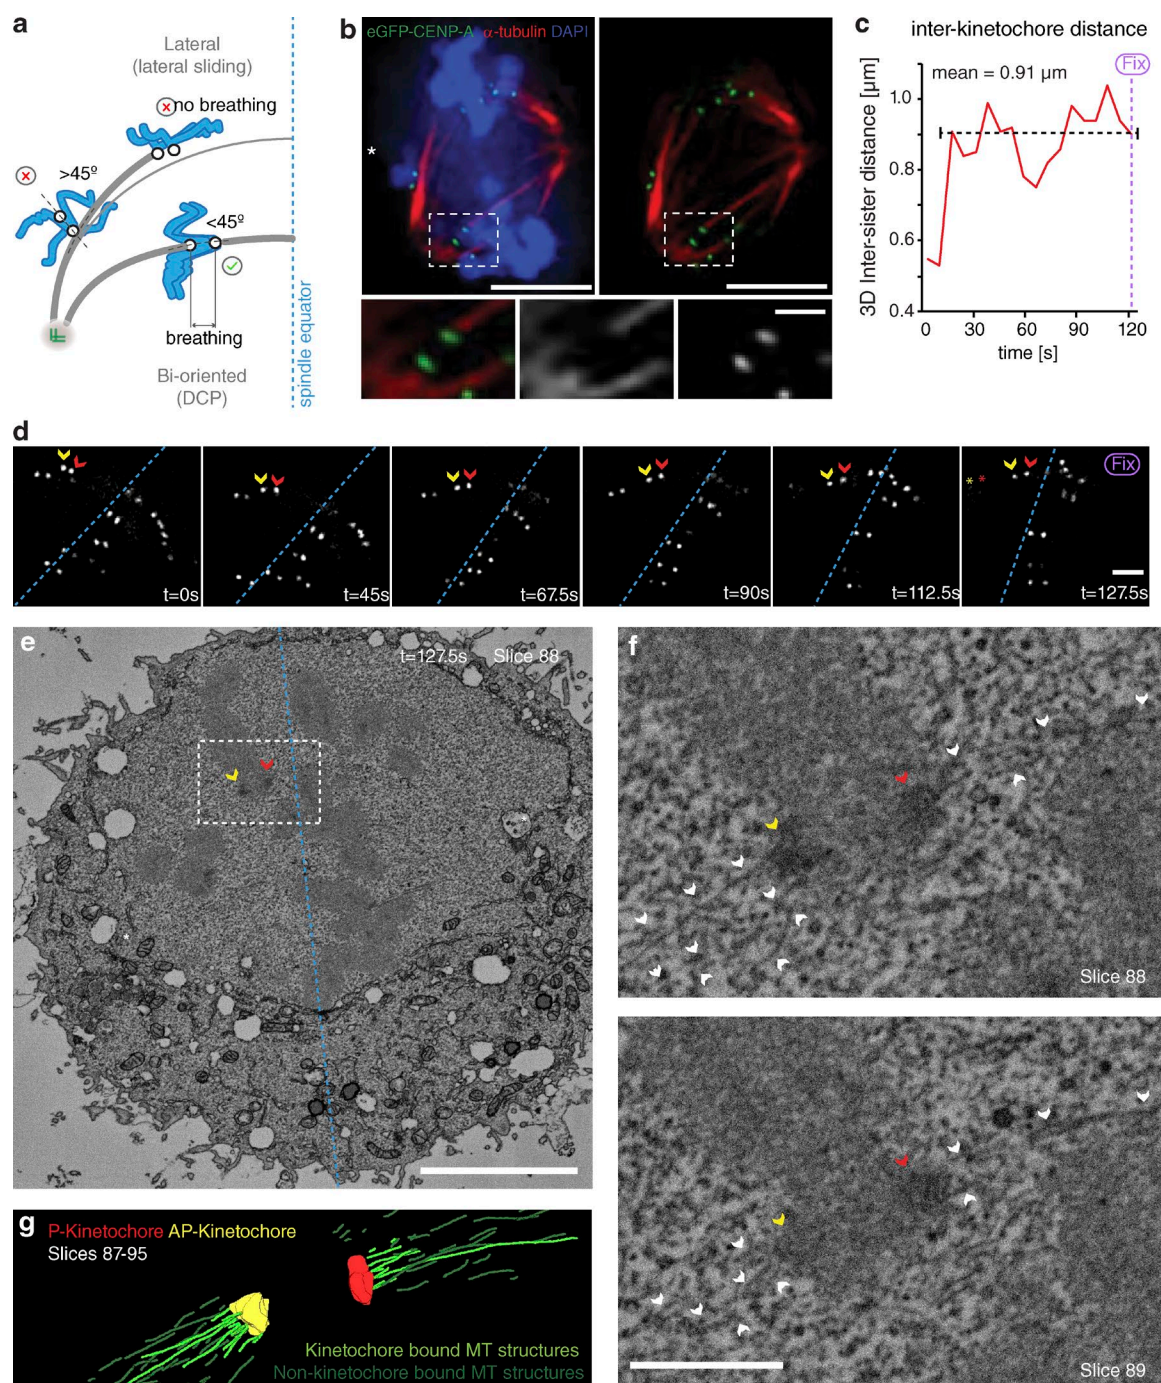 a
Lateral
(lateral sliding)
no breathing
x
x
>45º
<45º
breathing
Bi-oriented
(DCP)
spindle equator
b
eGFP-CENP-A α-tubulin DAPI
*
c
inter-kinetochore distance
Fix
mean = 0.91 µm
3D Inter-sister distance [µm]
1.0
0.8
0.6
0.4
0
30
60
90
120
time [s]
d
t=0s
t=45s
t=67.5s
t=90s
t=112.5s
* *
Fix
t=127.5s
e
t=127.5s Slice 88
*
*
f
Slice 88
Slice 89
g
P-Kinetochore AP-Kinetochore
Slices 87-95
Kinetochore bound MT structures
Non-kinetochore bound MT structures